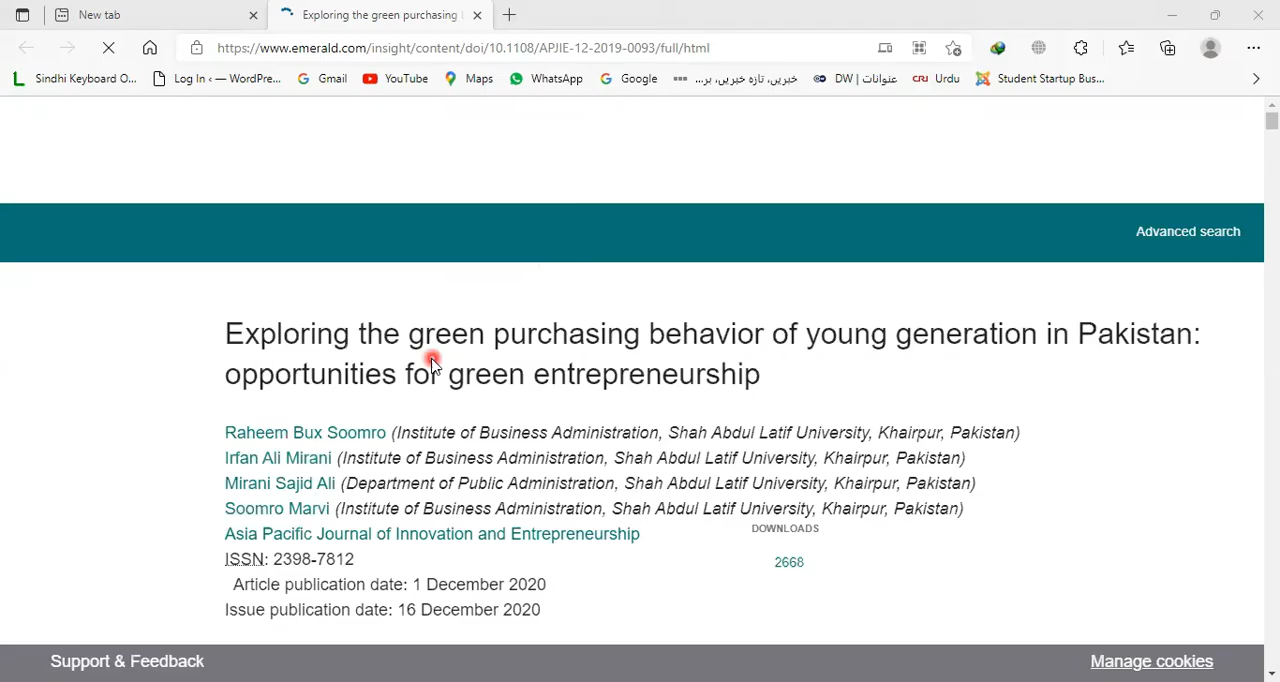 New tab
Exploring the green purchasing
https://www.emerald.com/insight/content/doi/10.1108/APJIE-12-2019-0093/full/html
Sindhi Keyboard O... Log In ‹ — WordPre... Gmail YouTube Maps WhatsApp Google خبریں، تازہ خبریں، بر... DW | عنوانات CRI Urdu Student Startup Bus...
Advanced search
Exploring the green purchasing behavior of young generation in Pakistan:
opportunities for green entrepreneurship
Raheem Bux Soomro (Institute of Business Administration, Shah Abdul Latif University, Khairpur, Pakistan)
Irfan Ali Mirani (Institute of Business Administration, Shah Abdul Latif University, Khairpur, Pakistan)
Mirani Sajid Ali (Department of Public Administration, Shah Abdul Latif University, Khairpur, Pakistan)
Soomro Marvi (Institute of Business Administration, Shah Abdul Latif University, Khairpur, Pakistan)
Asia Pacific Journal of Innovation and Entrepreneurship
ISSN: 2398-7812
Article publication date: 1 December 2020
Issue publication date: 16 December 2020
DOWNLOADS
2668
Support & Feedback
Manage cookies